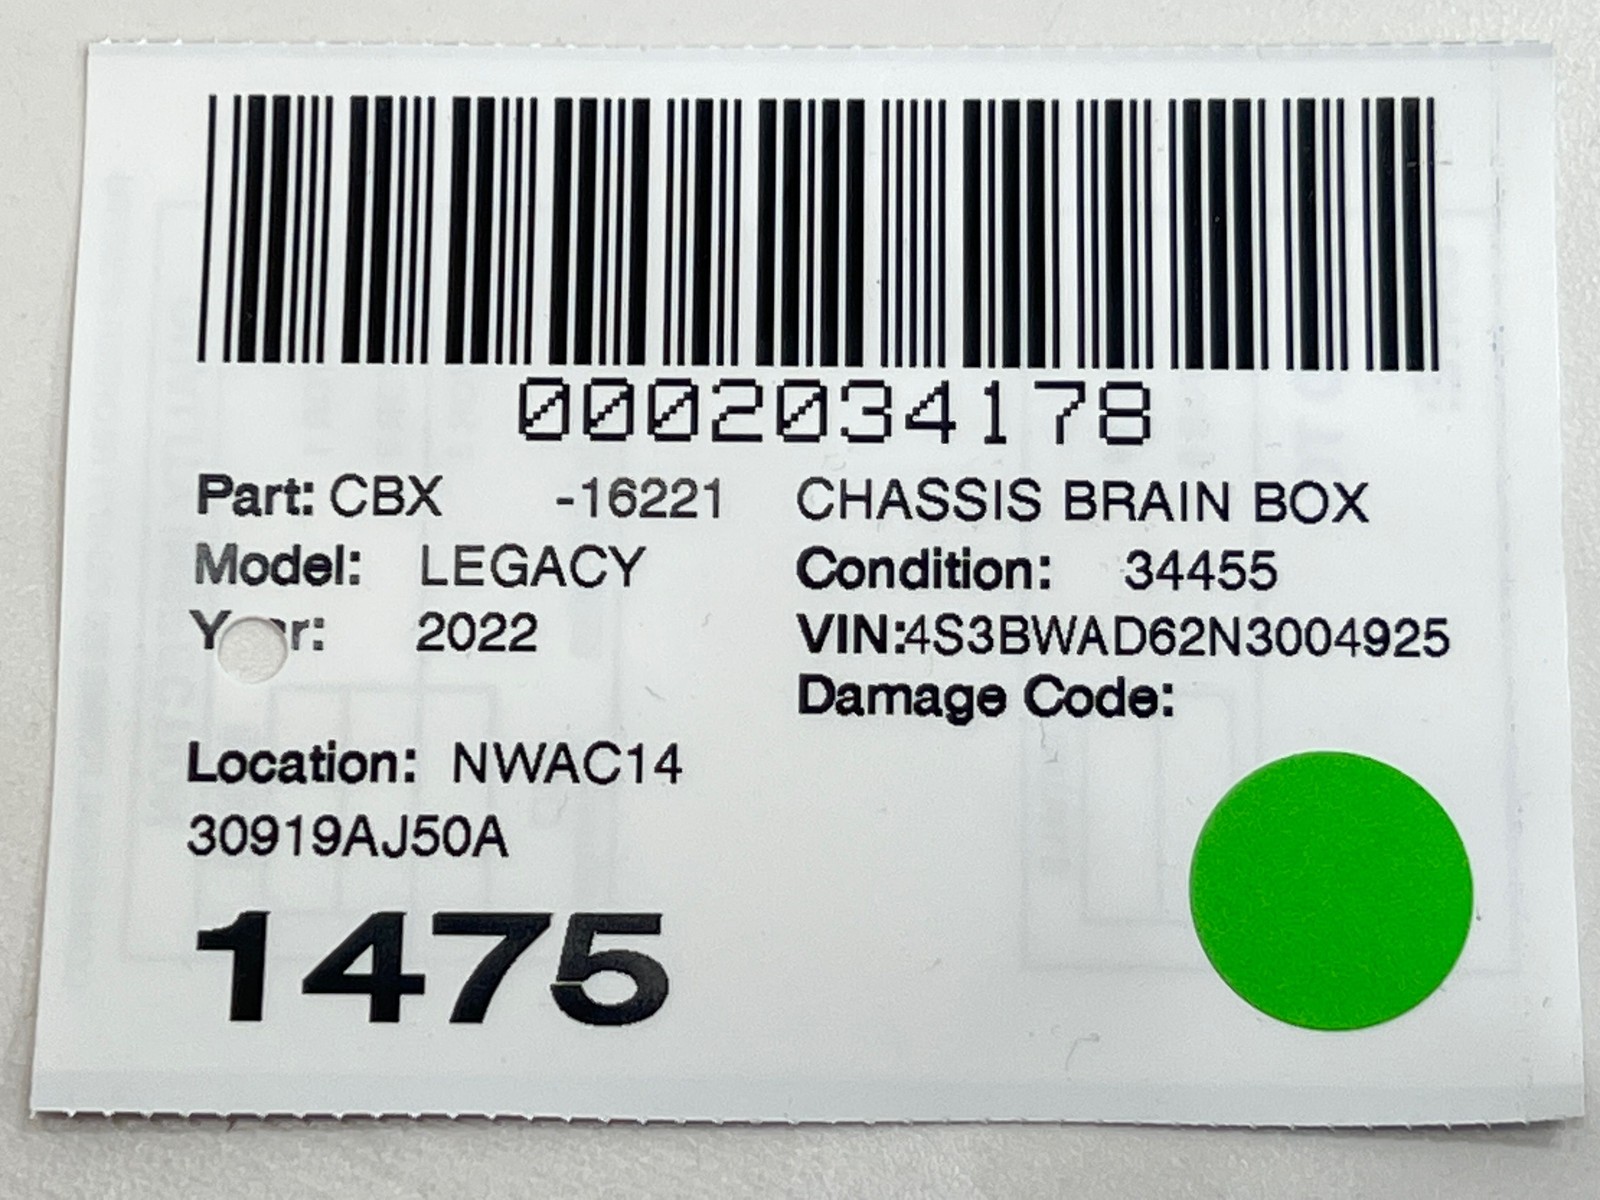 0002034178
Part: CBX -16221 CHASSIS BRAIN BOX
Model: LEGACY Condition: 34455
Y r: 2022 VIN:4S3BWAD62N3004925
Damage Code:
Location: NWAC14
30919AJ50A
1475